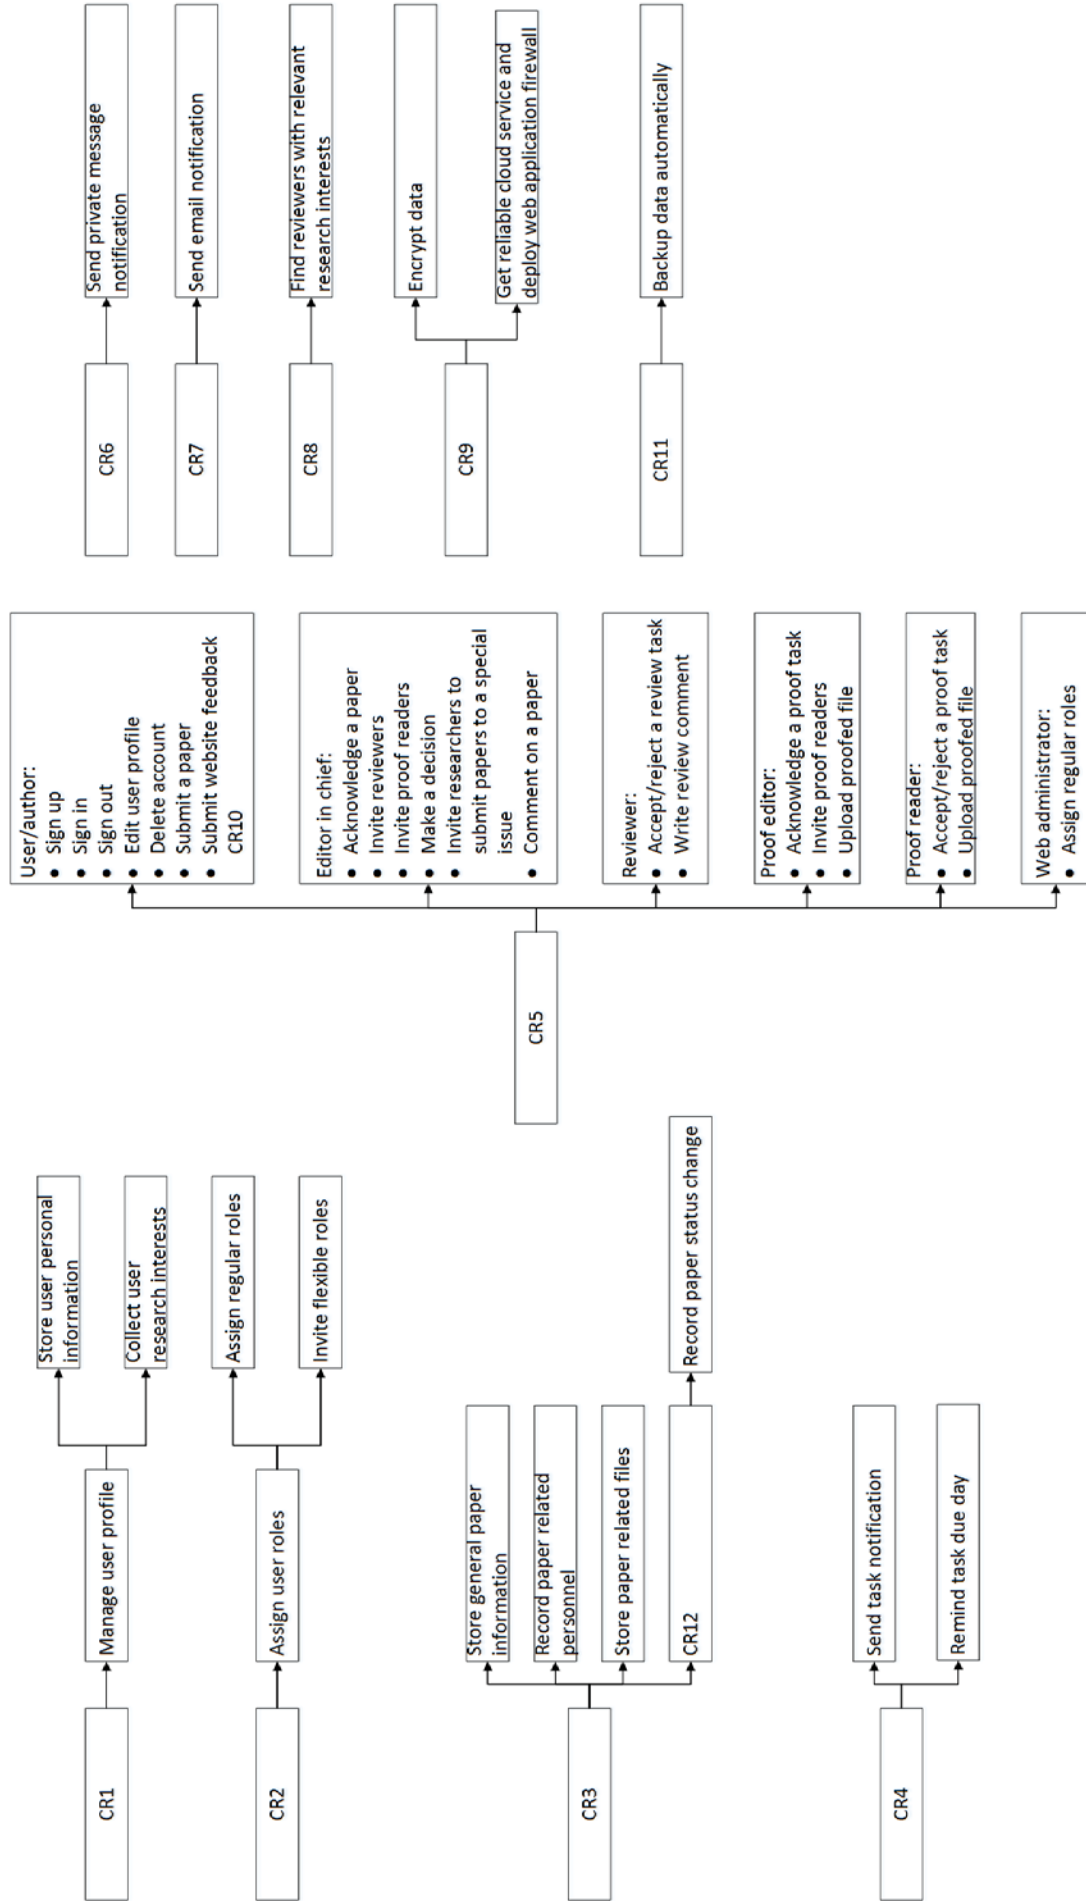 CR1
Manage user profile
Store user personal
information
Collect user
research interests
CR2
Assign user roles
Assign regular roles
Invite flexible roles
CR3
Store general paper
information
Record paper related
personnel
Store paper related files
CR12
Record paper status change
CR4
Send task notification
Remind task due day
CR5
User/author:
• Sign up
• Sign in
• Sign out
• Edit user profile
• Delete account
• Submit a paper
• Submit website feedback
CR10
Editor in chief:
• Acknowledge a paper
• Invite reviewers
• Invite proof readers
• Make a decision
• Invite researchers to
submit papers to a special
issue
• Comment on a paper
Reviewer:
• Accept/reject a review task
• Write review comment
Proof editor:
• Acknowledge a proof task
• Invite proof readers
• Upload proofed file
Proof reader:
• Accept/reject a proof task
• Upload proofed file
Web administrator:
• Assign regular roles
CR6
Send private message
notification
CR7
Send email notification
CR8
Find reviewers with relevant
research interests
CR9
Encrypt data
Get reliable cloud service and
deploy web application firewall
CR11
Backup data automatically